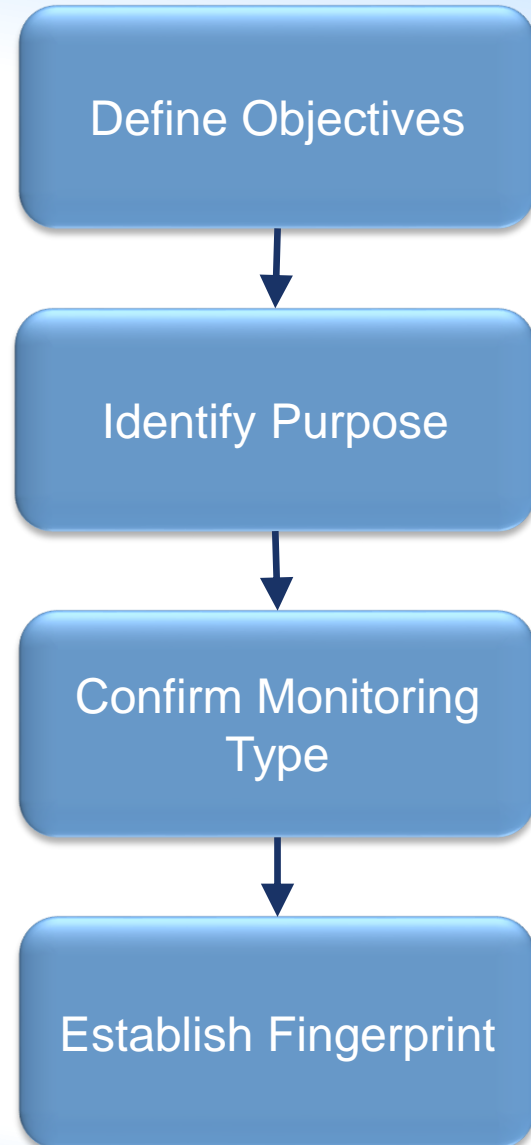 Define Objectives
Identify Purpose
Confirm Monitoring
Type
Establish Fingerprint